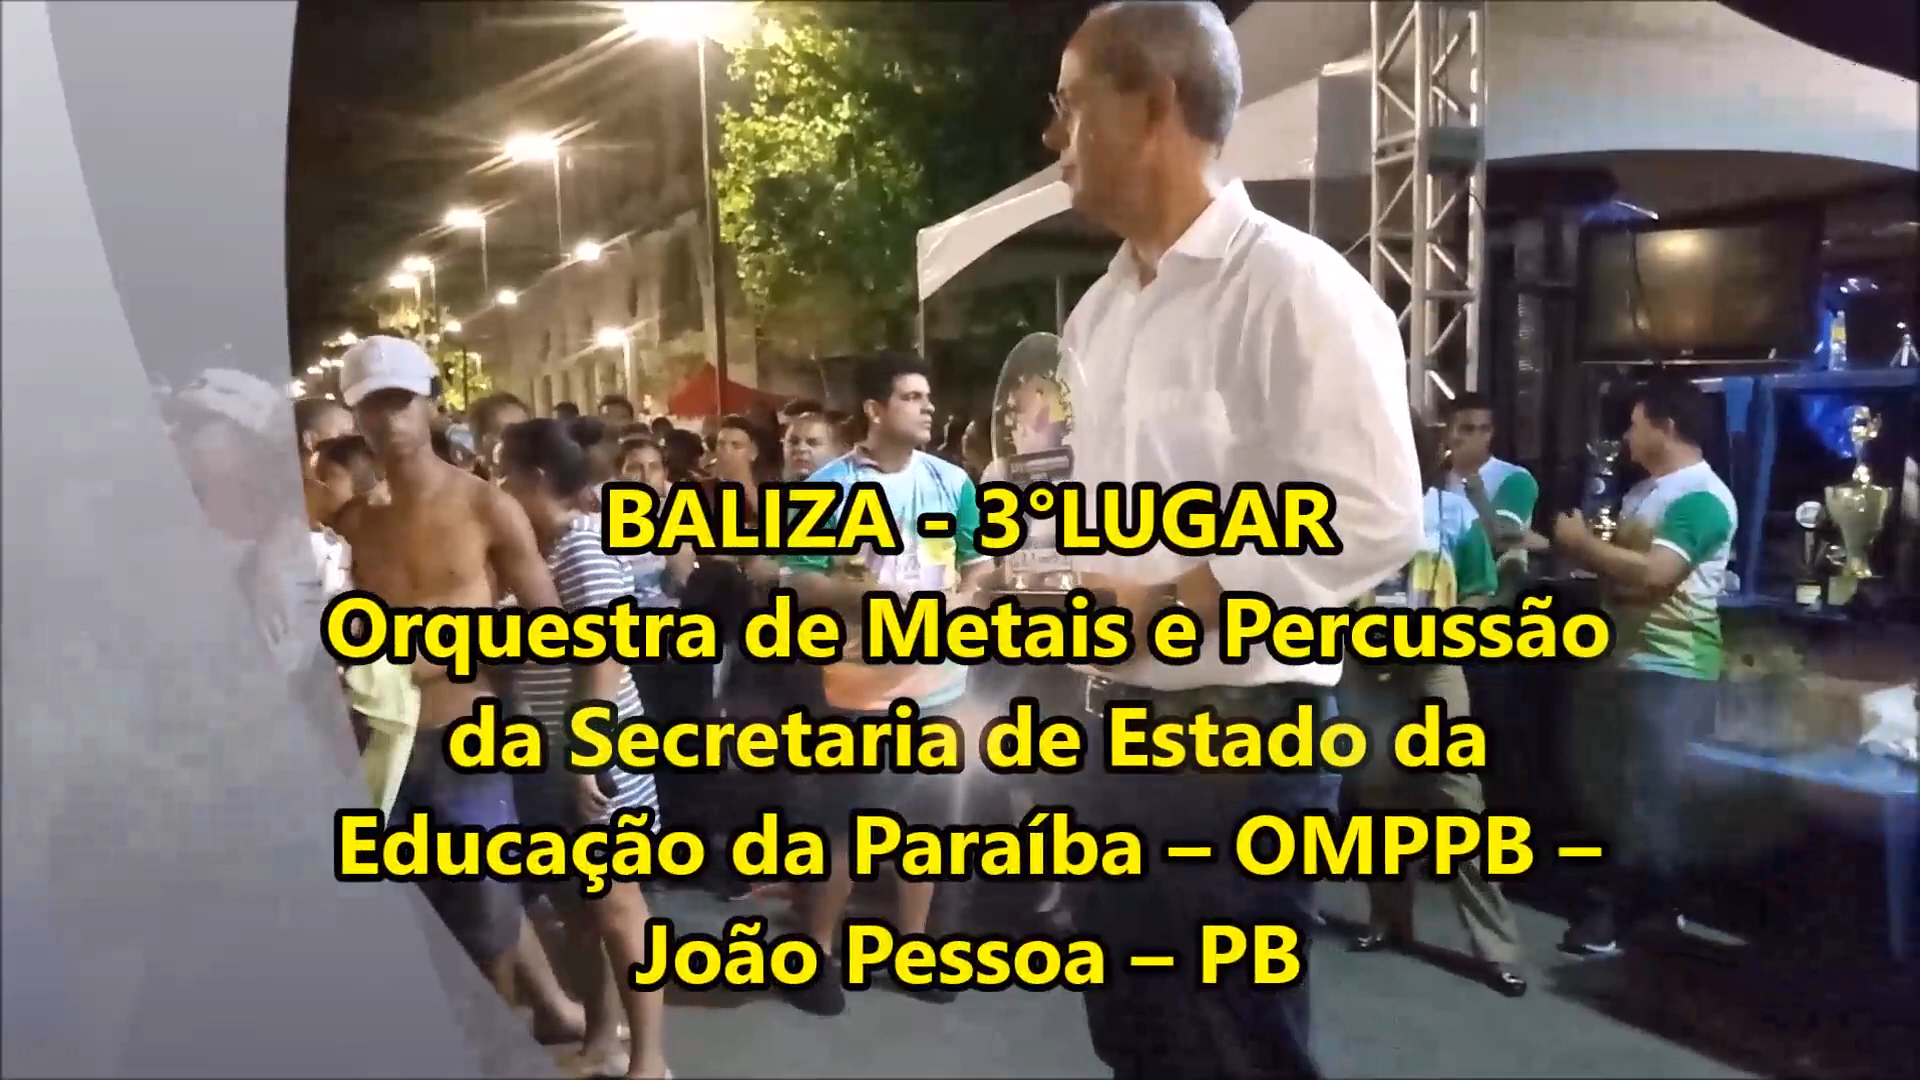 BALIZA - 3°LUGAR
Orquestra de Metais e Percussão
da Secretaria de Estado da
Educação da Paraíba – OMPPB –
João Pessoa – PB